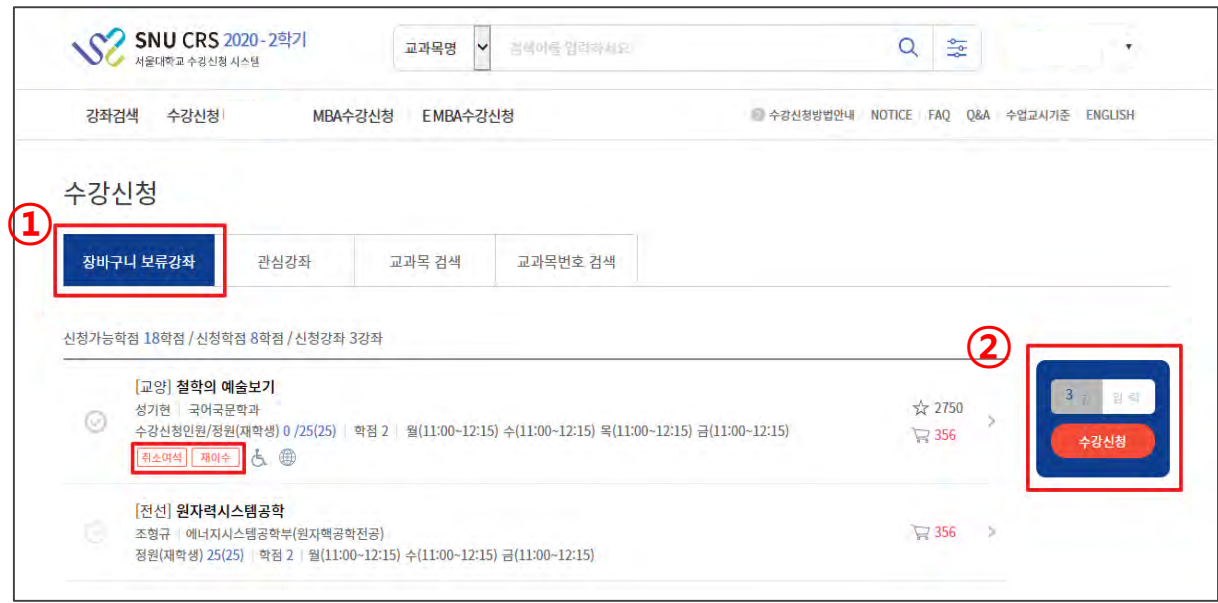 SNU CRS 2020-2학기
서울대학교 수강신청 시스템
교과목명
검색어를 입력하세요
강좌검색 수강신청 MBA수강신청 EMBA수강신청
수강신청방법안내 NOTICE FAQ Q&A 수업교시기준 ENGLISH
수강신청
①
장바구니 보류강좌 관심강좌 교과목 검색 교과목번호 검색
신청가능학점 18학점 / 신청학점 8학점 / 신청강좌 3강좌
②
[교양] 철학의 예술보기
성기현 국어국문학과
수강신청인원/정원(재학생) 0 /25(25) 학점 2 월(11:00~12:15) 수(11:00~12:15) 목(11:00~12:15) 금(11:00~12:15)
취소여석 재이수
2750
356
3 입력
수강신청
[전선] 원자력시스템공학
조형규 에너지시스템공학부(원자핵공학전공)
정원(재학생) 25(25) 학점 2 월(11:00~12:15) 수(11:00~12:15) 금(11:00~12:15)
356